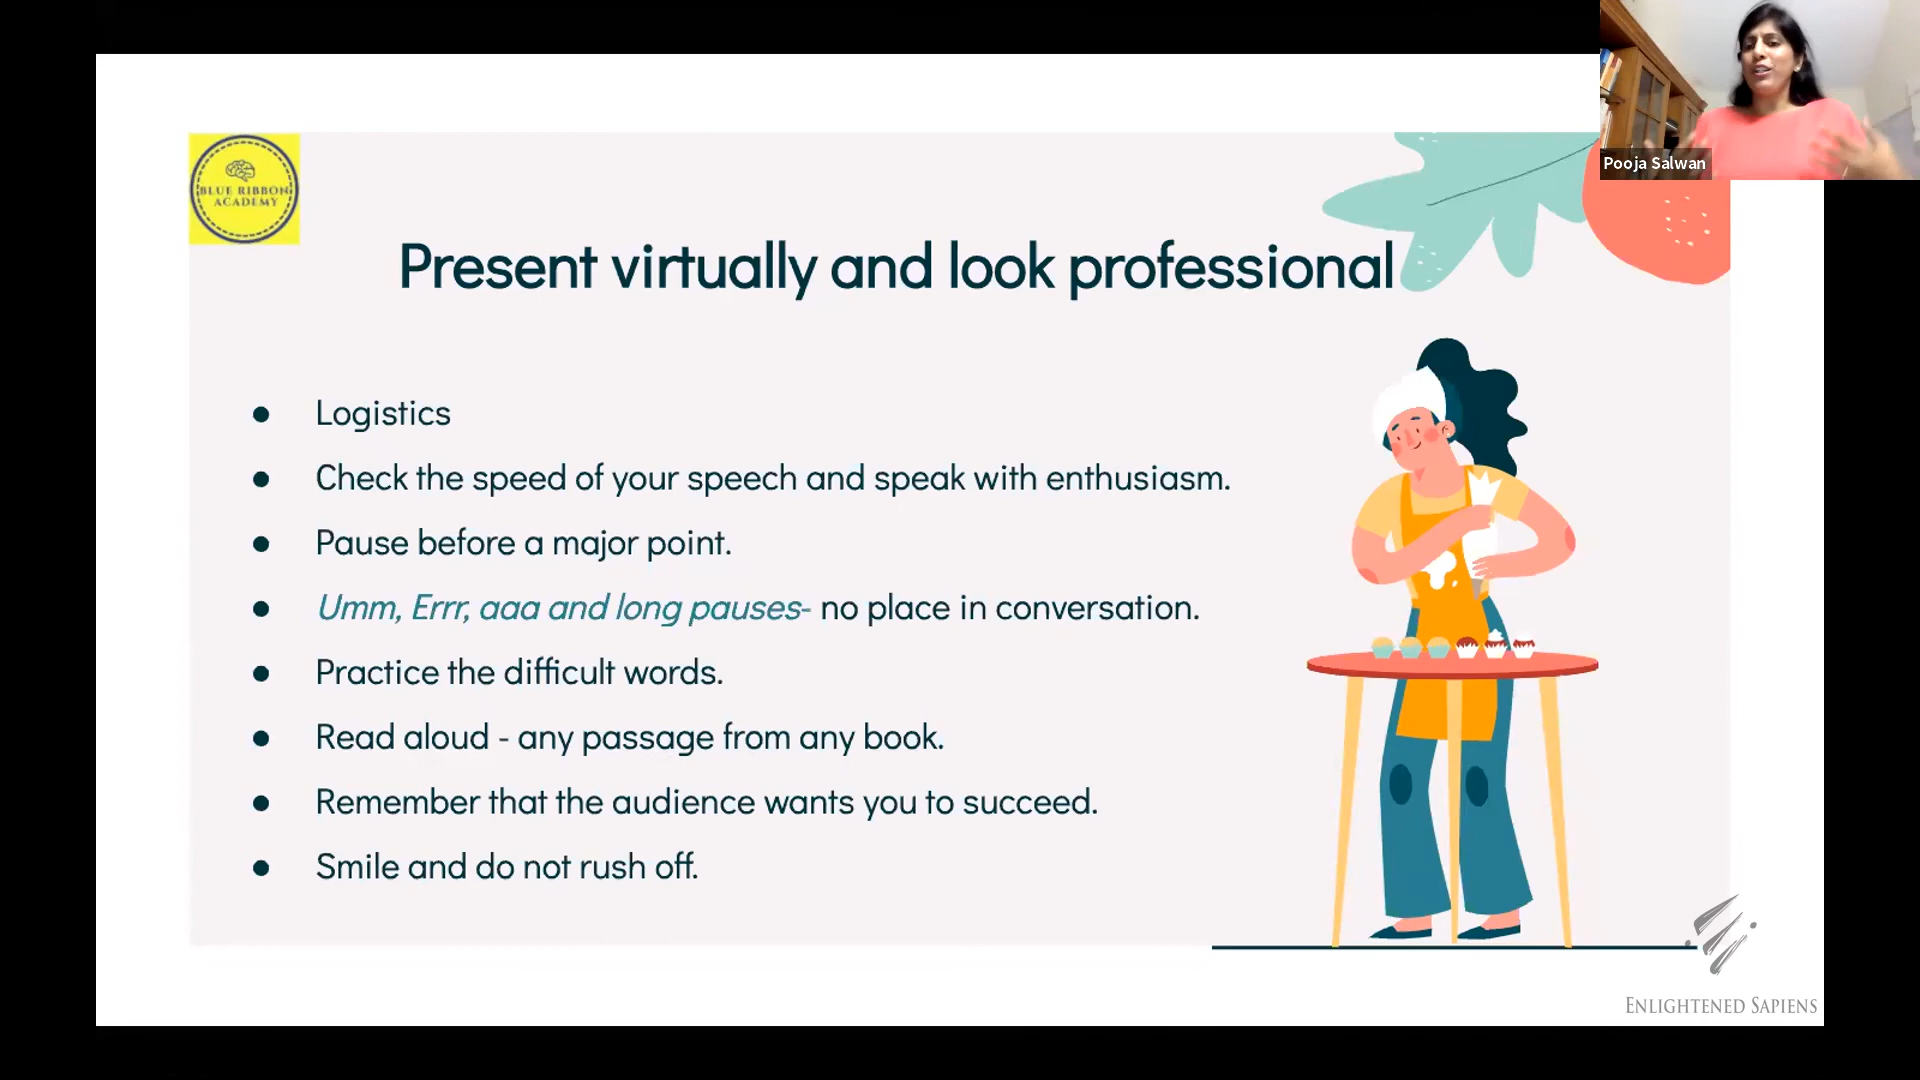 Pooja Salwan
BLUE RIBBON
ACADEMY
Present virtually and look professional
● Logistics
● Check the speed of your speech and speak with enthusiasm.
● Pause before a major point.
● Umm, Errr, aaa and long pauses- no place in conversation.
● Practice the difficult words.
● Read aloud - any passage from any book.
● Remember that the audience wants you to succeed.
● Smile and do not rush off.
ENLIGHTENED SAPIENS